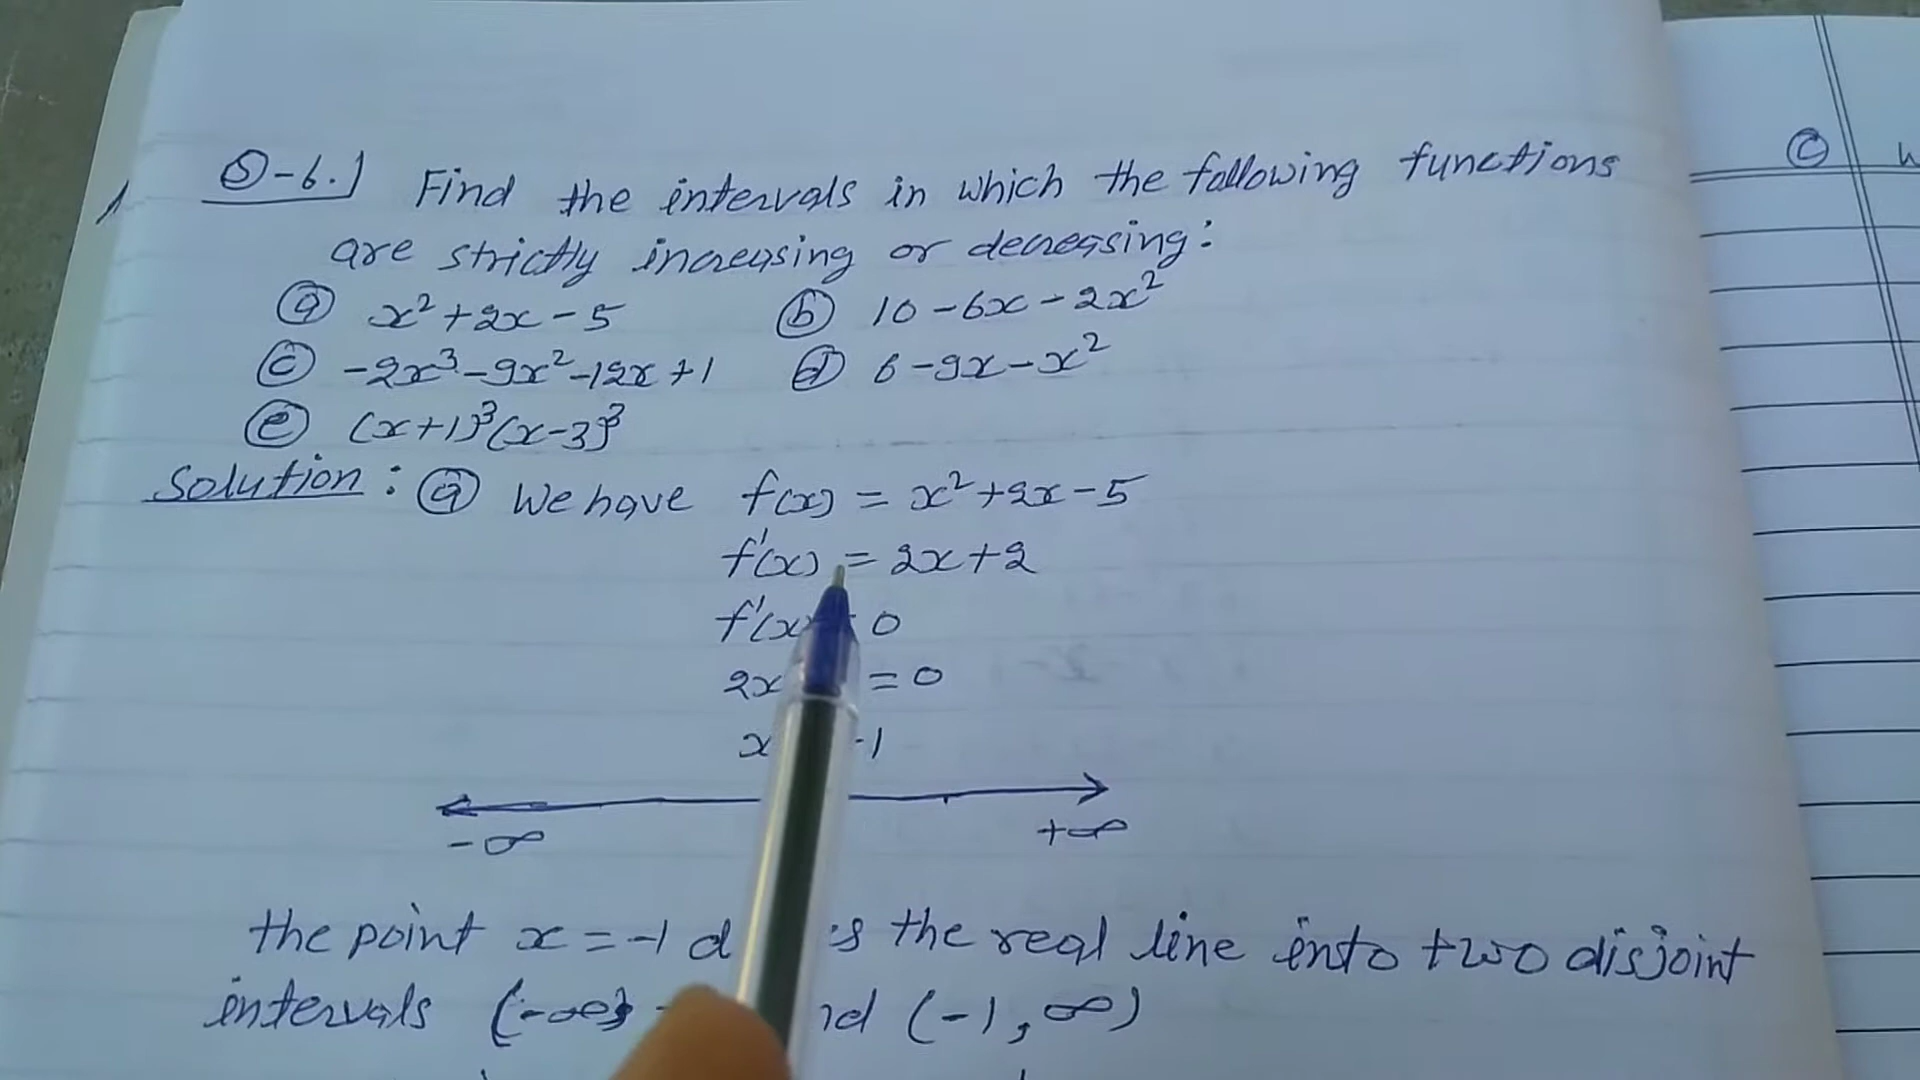 Q-6.) Find the intervals in which the following functions
are strictly increasing or decreasing:
ⓐ x²+2x-5 ⓑ 10-6x-2x²
ⓒ -2x³-9x²-12x+1 ⓓ 6-9x-x²
ⓔ (x+1)³(x-3)³
Solution: ⓐ We have f(x) = x²+2x-5
f'(x) = 2x+2
f'(x) 0
2x = 0
x -1
-∞ +∞
the point x=-1 the real line into two disjoint
intervals (-∞, (-1,∞)
ⓒ